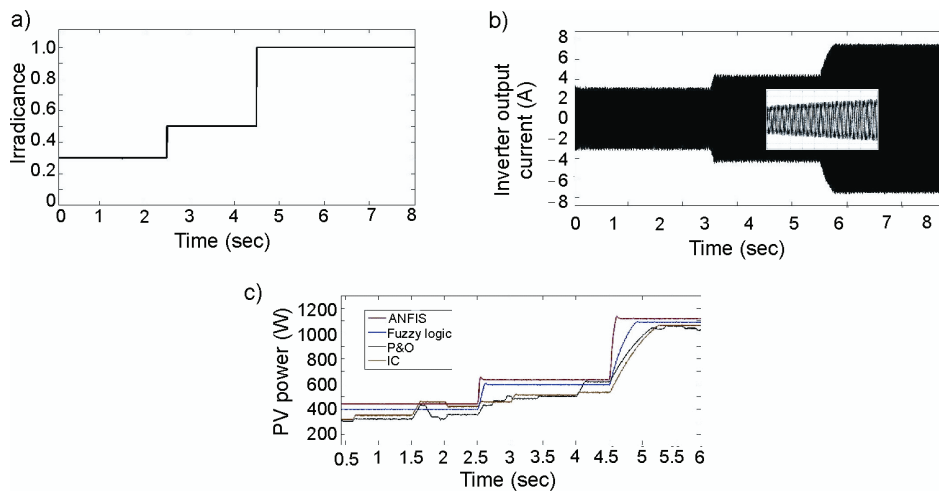 a)
Irradicance
1.0
0.8
0.6
0.4
0.2
0.0
0 1 2 3 4 5 6 7 8
Time (sec)
b)
Inverter output
current (A)
8
6
4
2
0
−2
−4
−6
−8
0 1 2 3 4 5 6 7 8
Time (sec)
c)
PV power (W)
1200
1000
800
600
400
200
ANFIS
Fuzzy logic
P&O
IC
0.5 1 1.5 2 2.5 3 3.5 4 4.5 5 5.5 6
Time (sec)